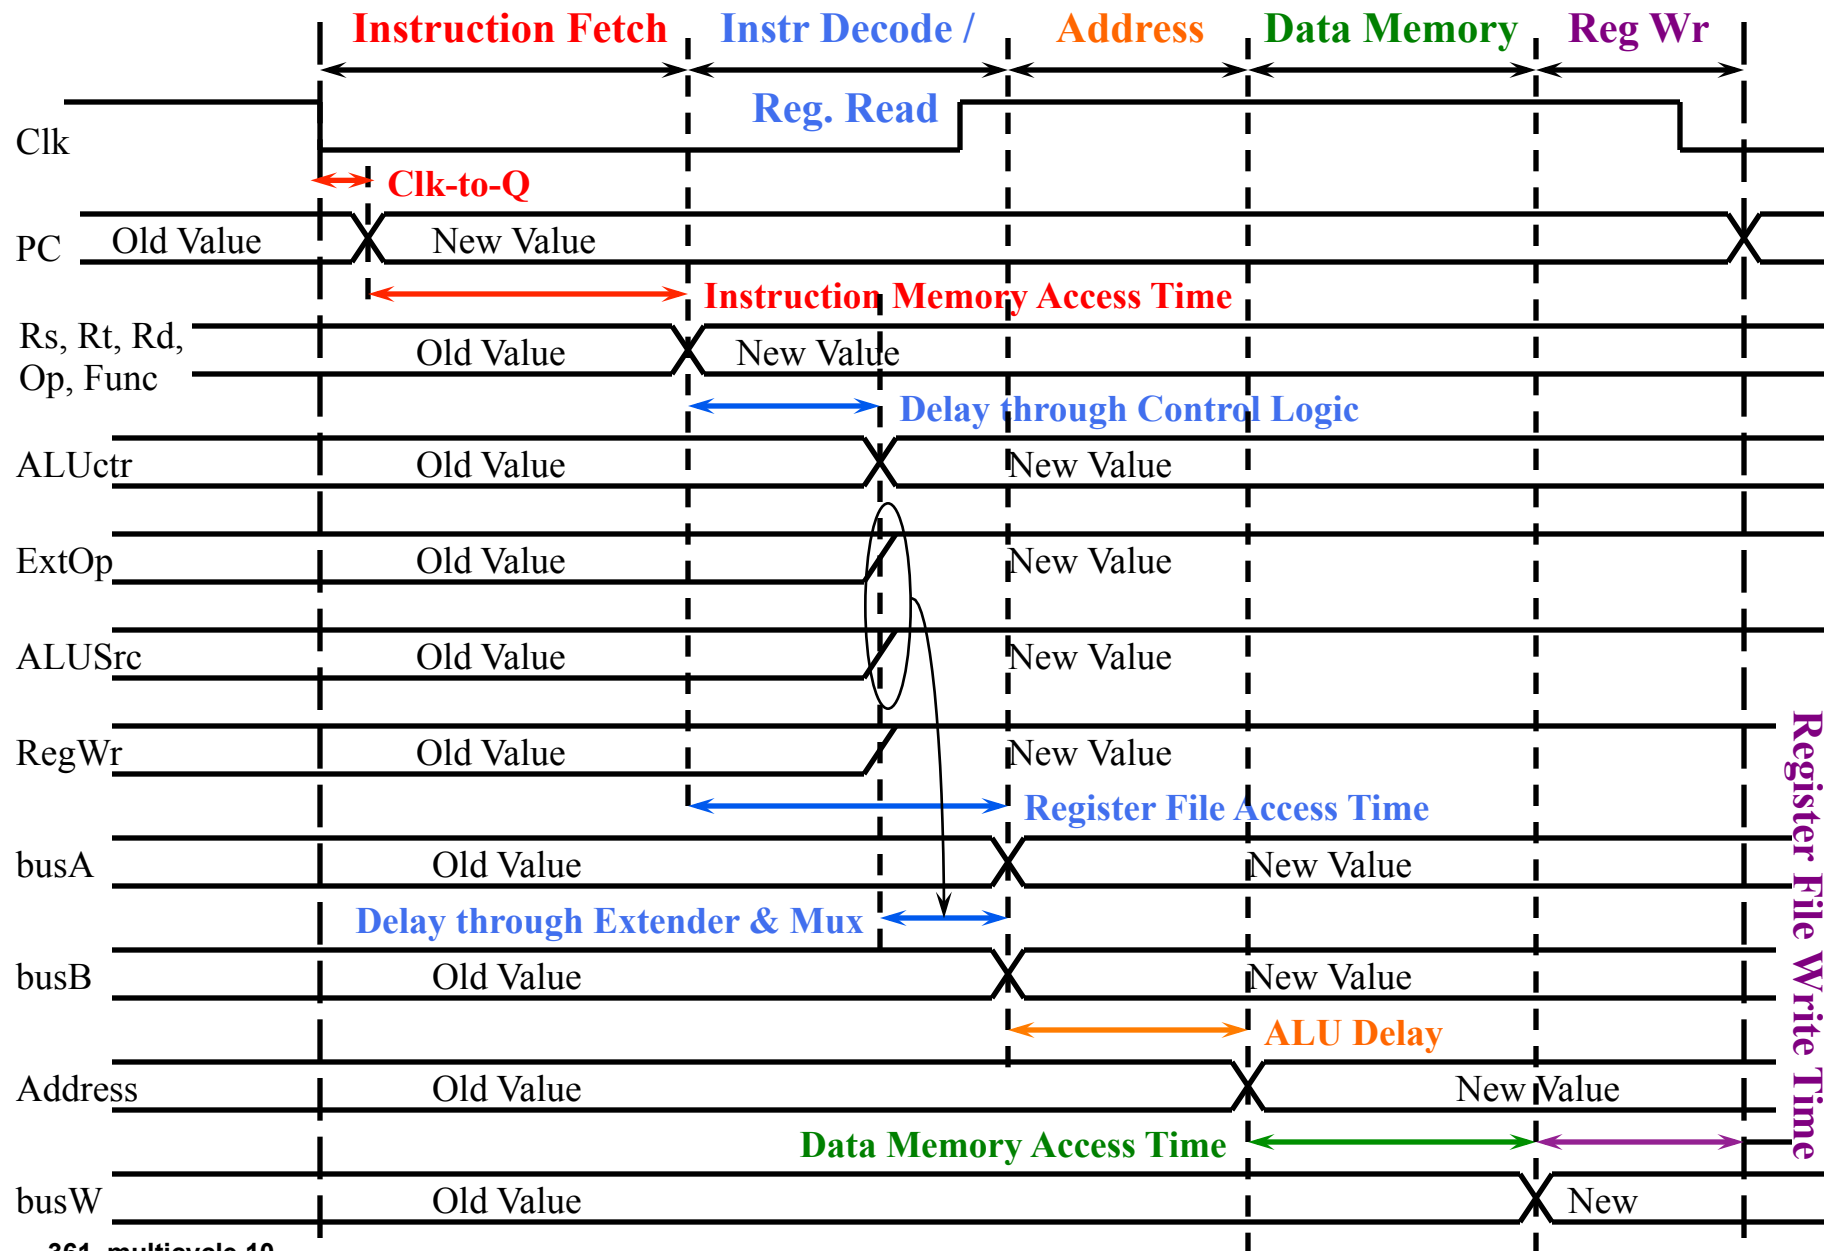 Instruction Fetch Instr Decode / Address Data Memory Reg Wr
Reg. Read
Clk
Clk-to-Q
PC Old Value New Value
Instruction Memory Access Time
Rs, Rt, Rd,
Op, Func
Old Value New Value
Delay through Control Logic
ALUctr Old Value New Value
ExtOp Old Value New Value
ALUSrc Old Value New Value
RegWr Old Value New Value
Register File Access Time
busA Old Value New Value
Delay through Extender & Mux
busB Old Value New Value
ALU Delay
Address Old Value New Value
Data Memory Access Time
Register File Write Time
busW Old Value New
361 multicycle.10